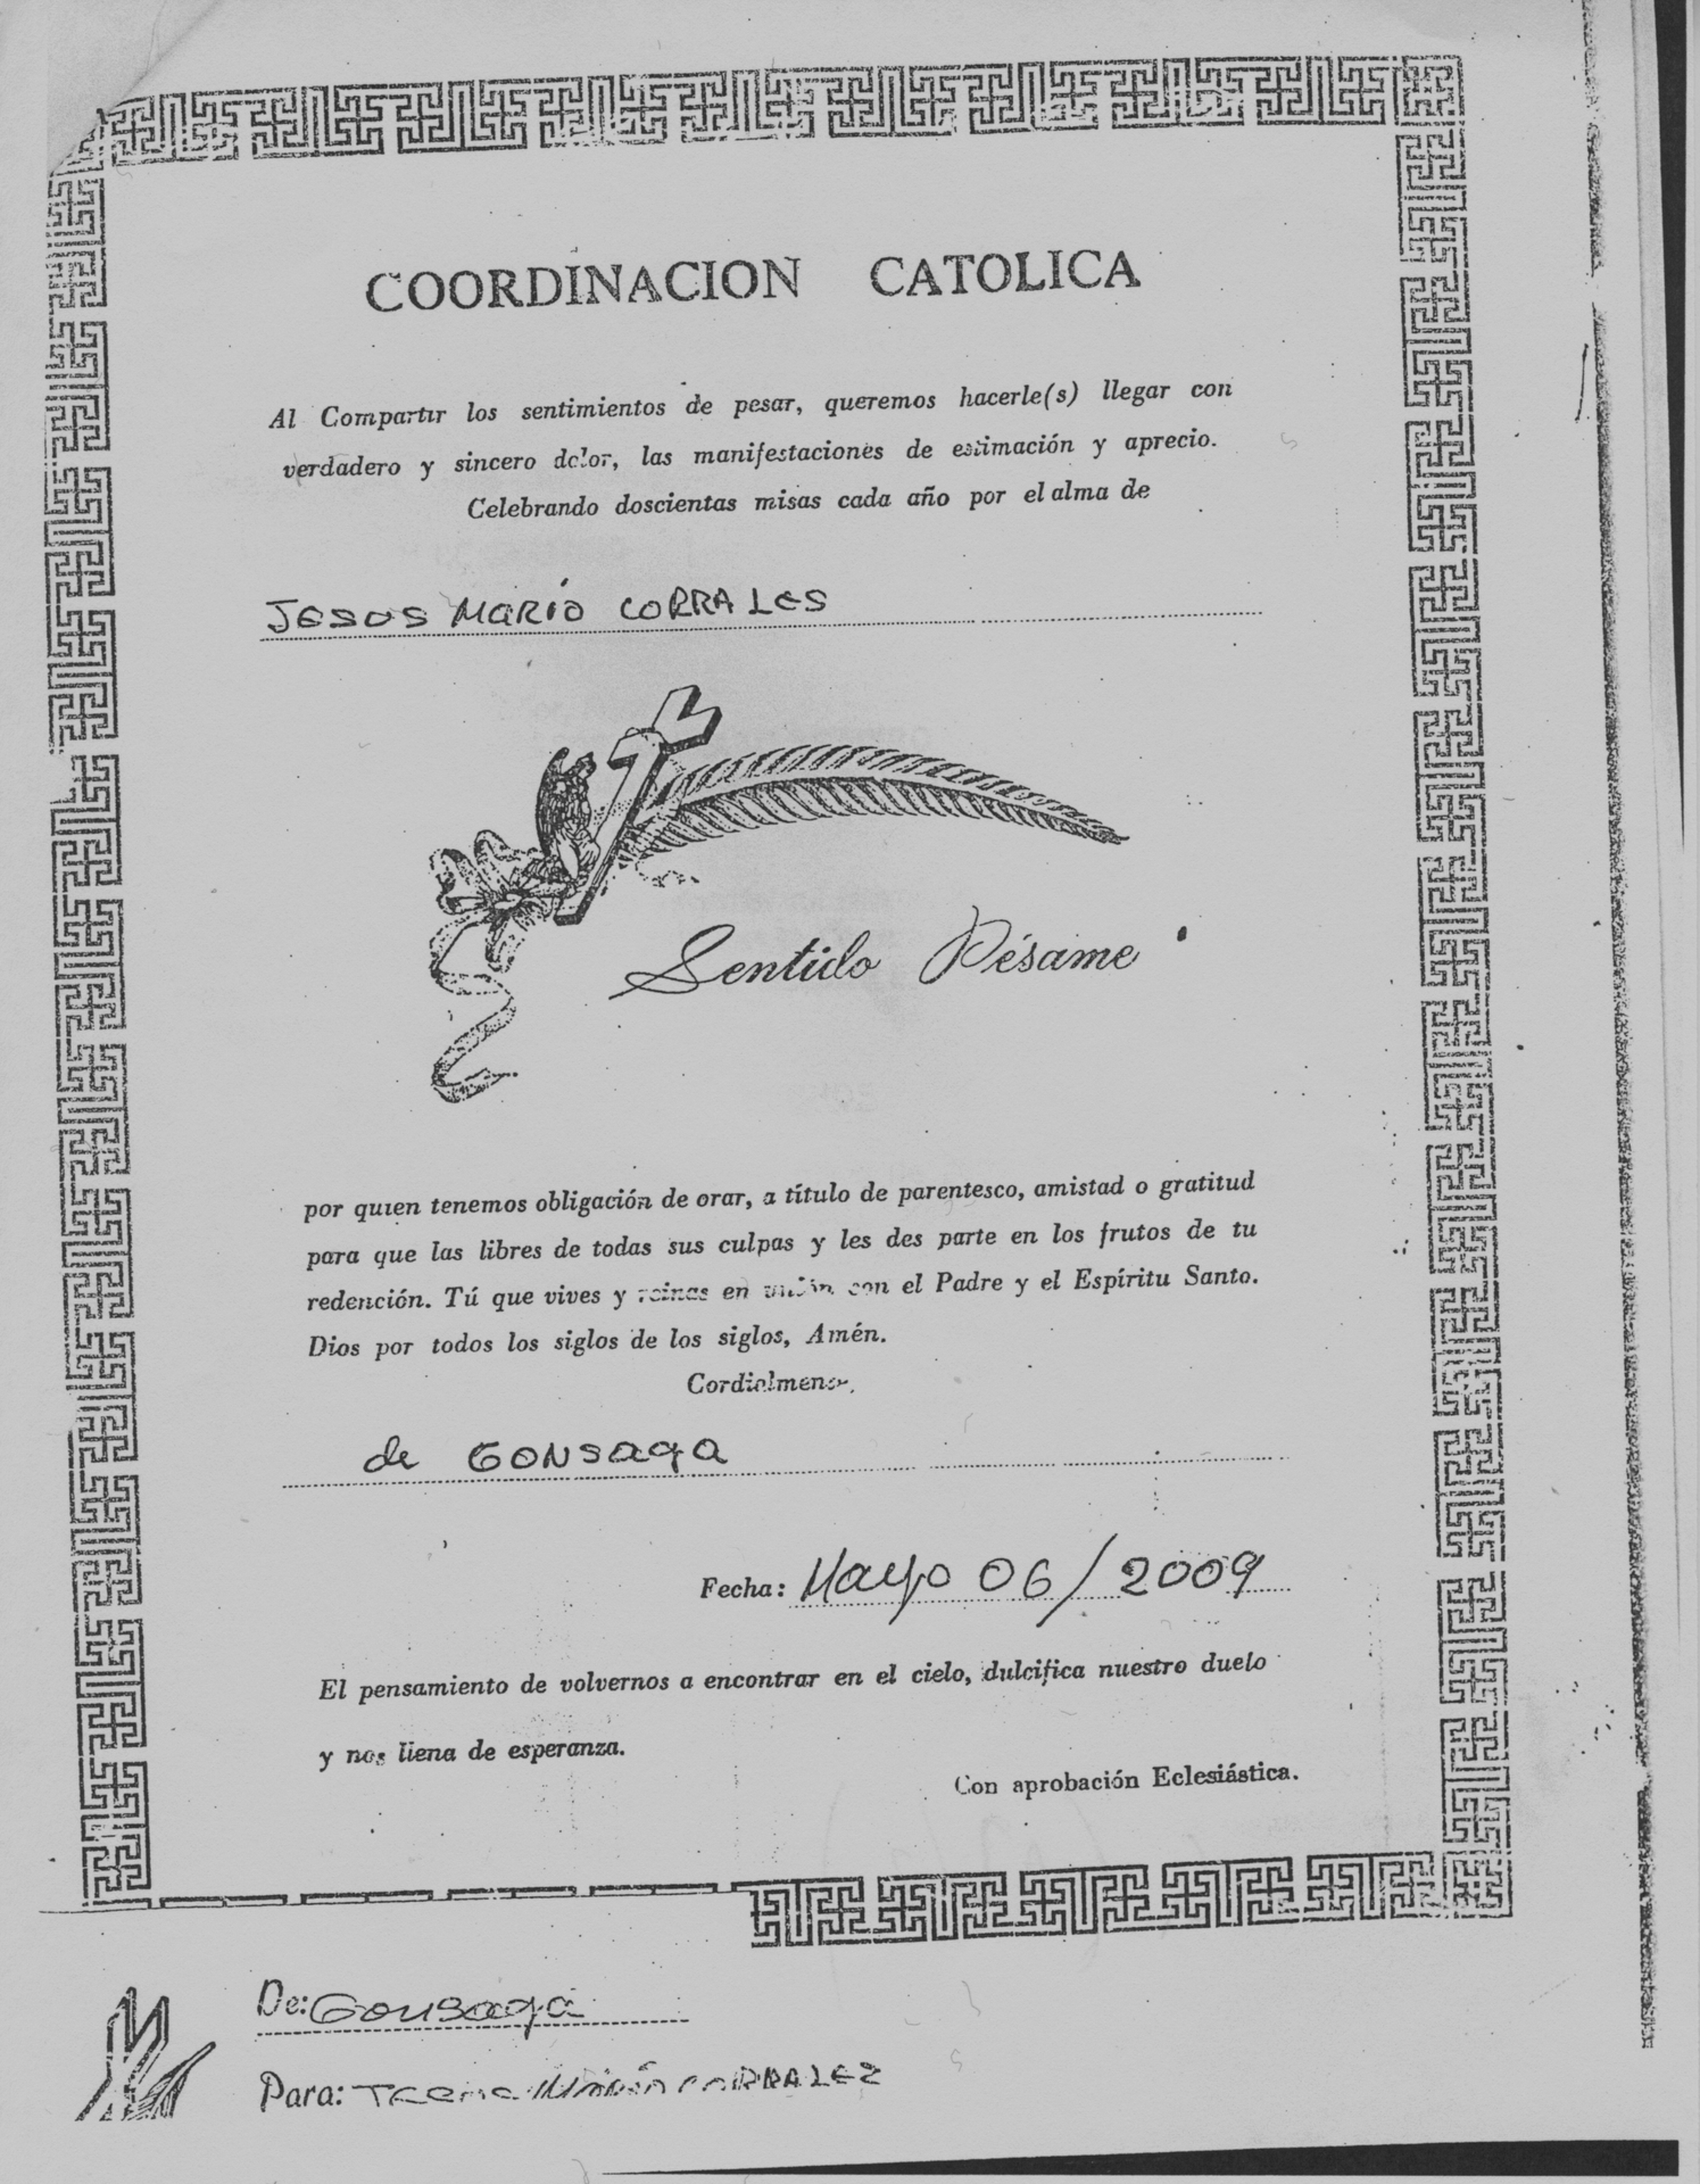 COORDINACION CATOLICA
Al Compartir los sentimientos de pesar, queremos hacerle(s) llegar con
verdadero y sincero dolor, las manifestaciones de estimación y aprecio.
Celebrando doscientas misas cada año por el alma de
JESUS MARIO CORRALES
Sentido Pésame
por quien tenemos obligación de orar, a título de parentesco, amistad o gratitud
para que las libres de todas sus culpas y les des parte en los frutos de tu
redención. Tú que vives y reinas en unión con el Padre y el Espíritu Santo.
Dios por todos los siglos de los siglos, Amén.
de GONSAGA
Fecha: Mayo 06/2009
El pensamiento de volvernos a encontrar en el cielo, dulcifica nuestro duelo
y nos llena de esperanza.
Con aprobación Eclesiástica.
De: Gonsaga
Para: CORRALEZ